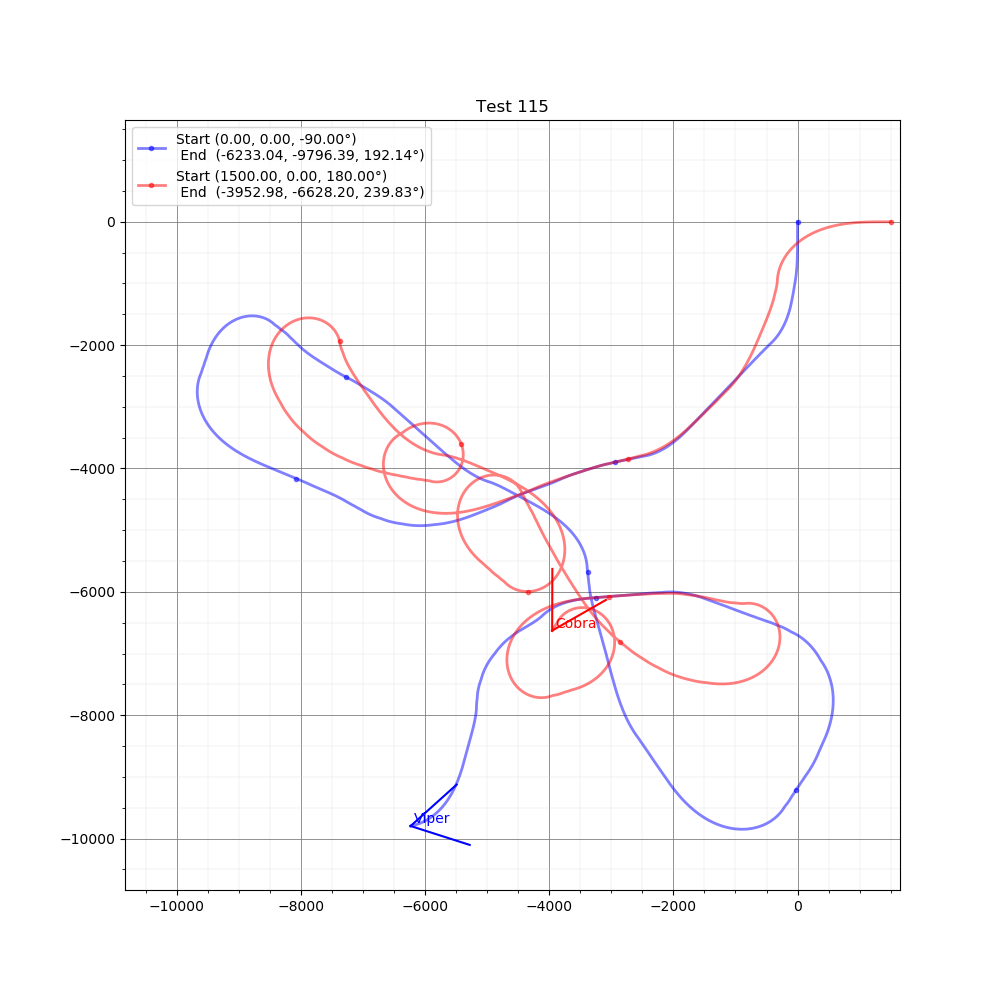 Test 115
Start (0.00, 0.00, -90.00°)
End (-6233.04, -9796.39, 192.14°)
Start (1500.00, 0.00, 180.00°)
End (-3952.98, -6628.20, 239.83°)
0
−2000
−4000
−6000
−8000
−10000
Cobra
Viper
−10000 −8000 −6000 −4000 −2000 0